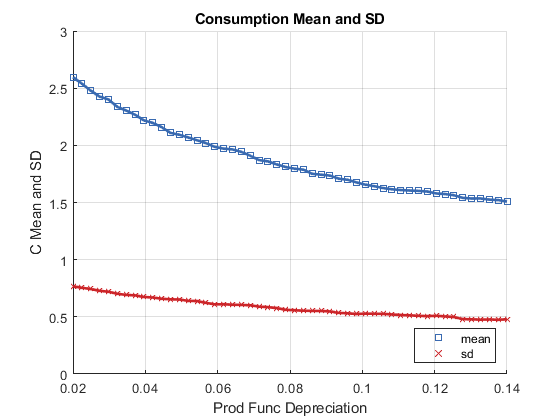 Consumption Mean and SD
3
2.5
2
1.5
1
0.5
0
C Mean and SD
mean
sd
0.02 0.04 0.06 0.08 0.1 0.12 0.14
Prod Func Depreciation